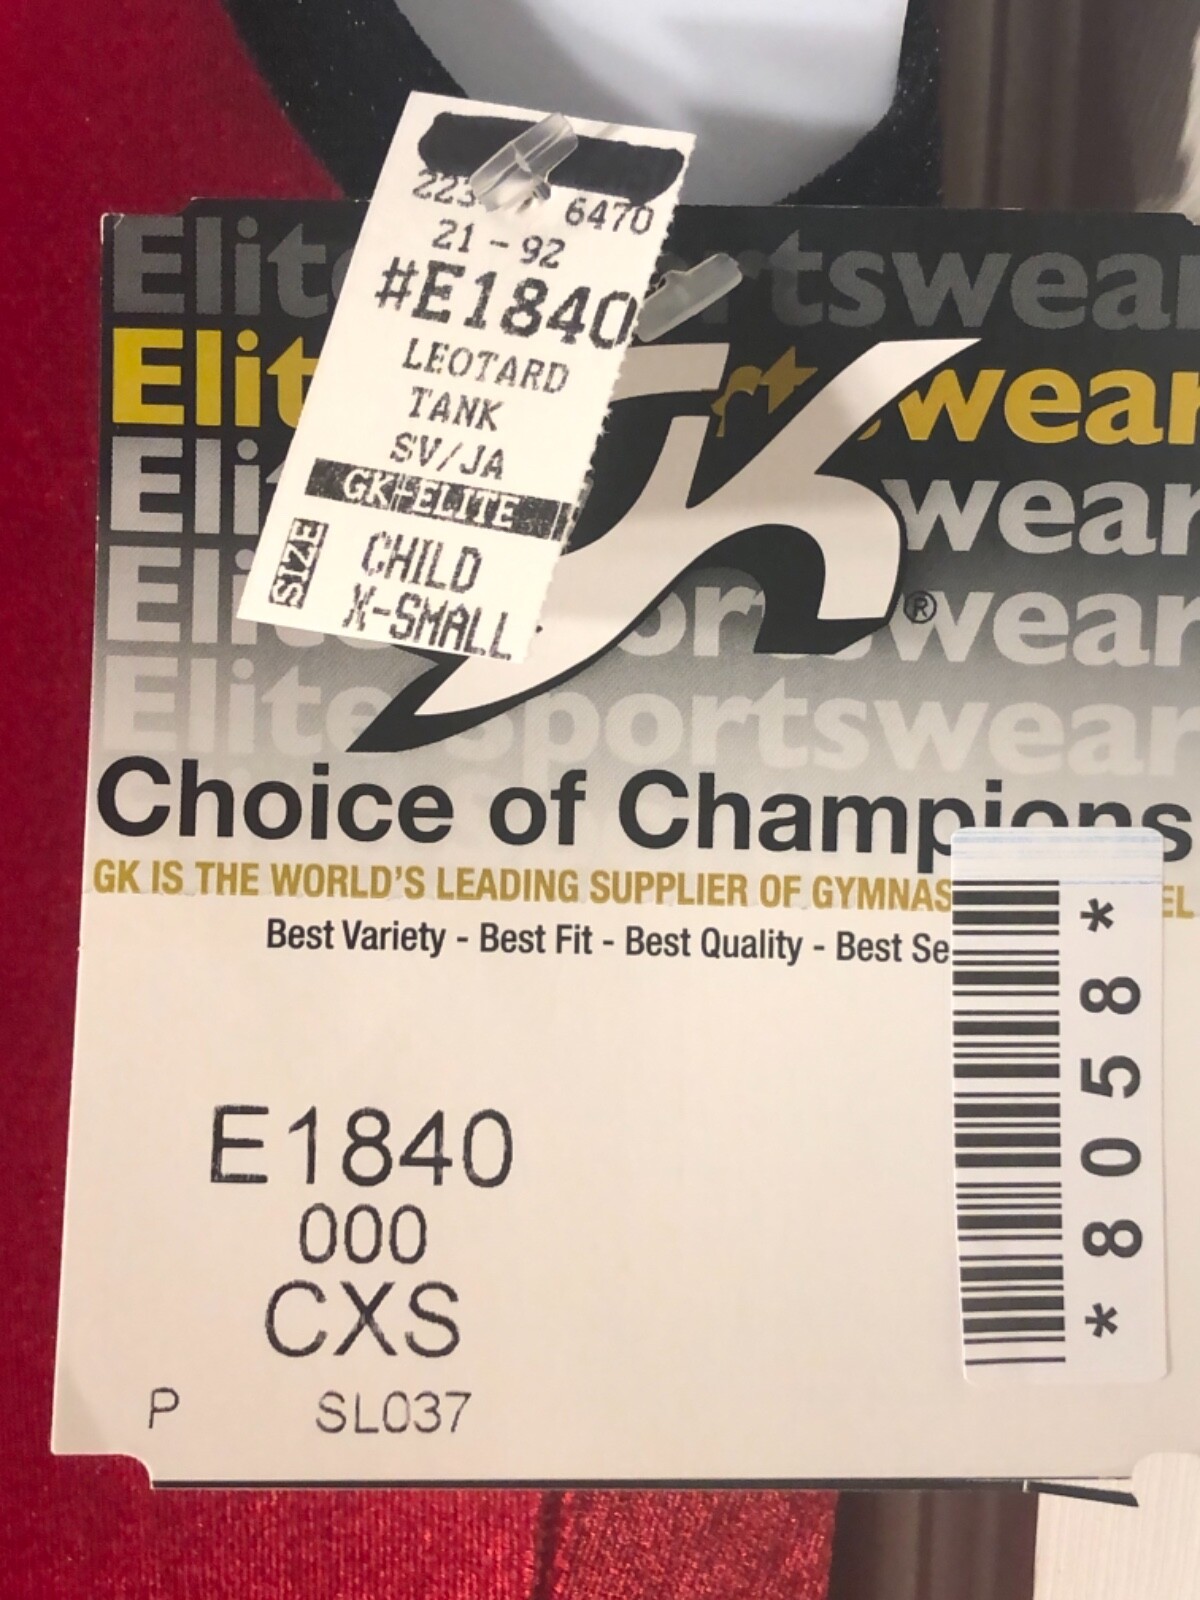 6470
21 - 92
#E1840
LEOTARD
TANK
SV/JA
GK-ELITE
SIZE
CHILD
X-SMALL
Elite Sportswear
GK ®
Choice of Champions
GK IS THE WORLD'S LEADING SUPPLIER OF GYMNAS
Best Variety - Best Fit - Best Quality - Best Se
*8058*
E1840
000
CXS
P SL037